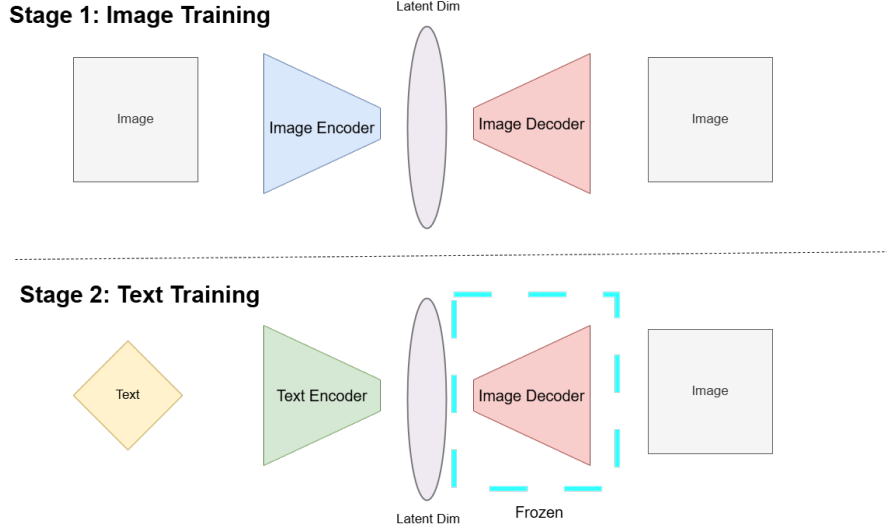 Latent Dim
Stage 1: Image Training
Image
Image Encoder
Image Decoder
Image
Stage 2: Text Training
Text
Text Encoder
Image Decoder
Image
Latent Dim
Frozen